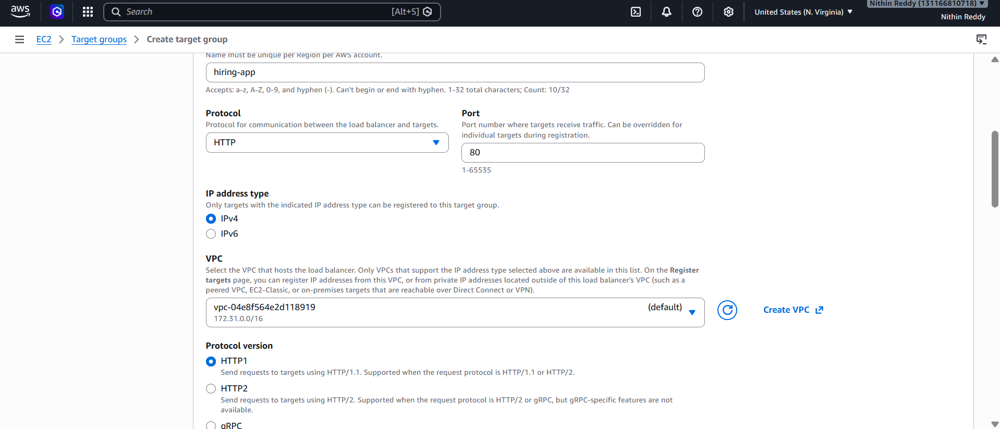 aws
Search
[Alt+S]
United States (N. Virginia)
Nithin Reddy (131166810718)
Nithin Reddy
EC2
Target groups
Create target group
Name must be unique per Region per AWS account.
hiring-app
Accepts: a-z, A-Z, 0-9, and hyphen (-). Can't begin or end with hyphen. 1-32 total characters; Count: 10/32
Protocol
Protocol for communication between the load balancer and targets.
HTTP
Port
Port number where targets receive traffic. Can be overridden for
individual targets during registration.
80
1-65535
IP address type
Only targets with the indicated IP address type can be registered to this target group.
IPv4
IPv6
VPC
Select the VPC that hosts the load balancer. Only VPCs that support the IP address type selected above are available in this list. On the Register
targets page, you can register IP addresses from this VPC, or from private IP addresses located outside of this load balancer's VPC (such as a
peered VPC, EC2-Classic, or on-premises targets that are reachable over Direct Connect or VPN).
vpc-04e8f564e2d118919
(default)
172.31.0.0/16
Create VPC
Protocol version
HTTP1
Send requests to targets using HTTP/1.1. Supported when the request protocol is HTTP/1.1 or HTTP/2.
HTTP2
Send requests to targets using HTTP/2. Supported when the request protocol is HTTP/2 or gRPC, but gRPC-specific features are not
available.
gRPC